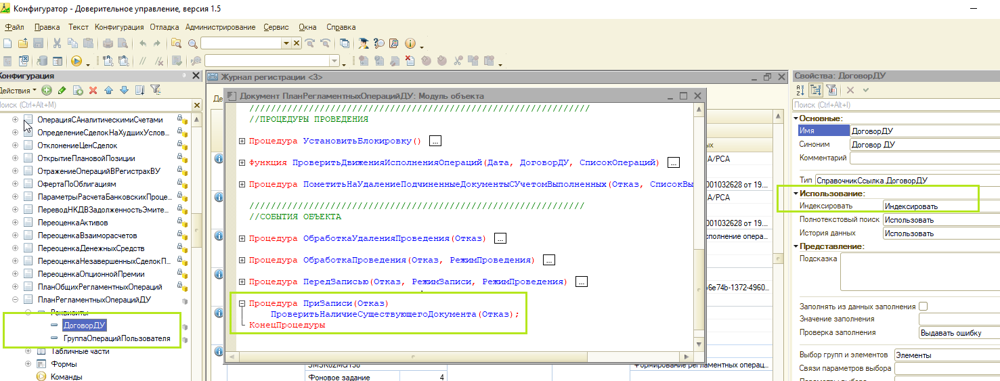 Конфигуратор - Доверительное управление, версия 1.5
Файл Правка Текст Конфигурация Отладка Администрирование Сервис Окна Справка
Конфигурация
Действия
Поиск (Ctrl+Alt+M)
ОперацияСАналитическимиСчетами
ОпределениеСделокНаХудшихУслов...
ОтклонениеЦенСделок
ОткрытиеПлановойПозиции
ОтражениеОперацийВРегистрахВУ
ОфертаПоОблигациям
ПараметрыРасчетаБанковскихПроце...
ПереводНКДВЗадолженностьЭмите...
ПереоценкаАктивов
ПереоценкаВзаиморасчетов
ПереоценкаДенежныхСредств
ПереоценкаНезавершенныхСделокП...
ПереоценкаОпционнойПремии
ПланОбщихРегламентныхОпераций
ПланРегламентныхОперацийДУ
Реквизиты
ДоговорДУ
ГруппаОперацийПользователя
Табличные части
Формы
Команды
Журнал регистрации <3>
Де
Документ ПланРегламентныхОперацийДУ: Модуль объекта
//ПРОЦЕДУРЫ ПРОВЕДЕНИЯ
Процедура УстановитьБлокировку() ...
Функция ПроверитьДвиженияИсполненияОпераций(Дата, ДоговорДУ, СписокОпераций) ...
Процедура ПометитьНаУдалениеПодчиненныеДокументыСУчетомВыполненных(Отказ, СписокВы
//СОБЫТИЯ ОБЪЕКТА
Процедура ОбработкаУдаленияПроведения(Отказ) ...
Процедура ОбработкаПроведения(Отказ, РежимПроведения) ...
Процедура ПередЗаписью(Отказ, РежимЗаписи, РежимПроведения) ...
Процедура ПриЗаписи(Отказ)
ПроверитьНаличиеСуществующегоДокумента(Отказ);
КонецПроцедуры
ых
А/РСА
001032628 от 19....
А/РСА
001032628 от 19....
сполнение опера...
6e74b-1372-4960...
Формирование регламентных операц...
Фоновое задание 4
Свойства: ДоговорДУ
Поиск (Ctrl+Alt+I)
Основные:
Имя ДоговорДУ
Синоним Договор ДУ
Комментарий
Тип СправочникСсылка.ДоговорДУ
Использование:
Индексировать Индексировать
Полнотекстовый поиск Использовать
История данных Использовать
Представление:
Подсказка
Заполнять из данных заполнения
Значение заполнения
Проверка заполнения Выдавать ошибку
Выбор групп и элементов Элементы
Связи параметров выбора
Параметры выбора